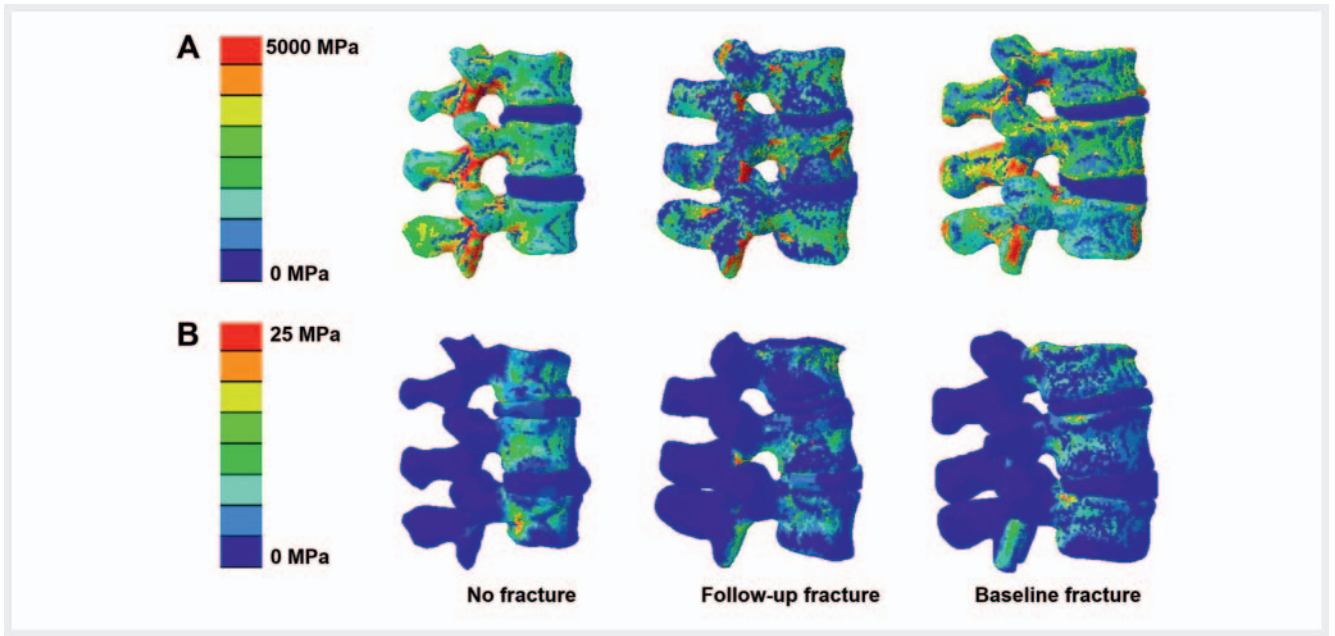 A
5000 MPa
0 MPa
B
25 MPa
0 MPa
No fracture
Follow-up fracture
Baseline fracture